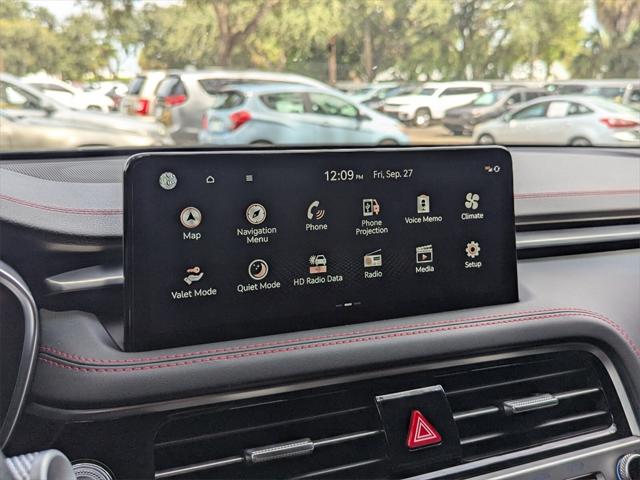 12:09 PM Fri, Sep. 27
Map
Navigation Menu
Phone
Phone Projection
Voice Memo
Climate
Valet Mode
Quiet Mode
HD Radio Data
Radio
Media
Setup